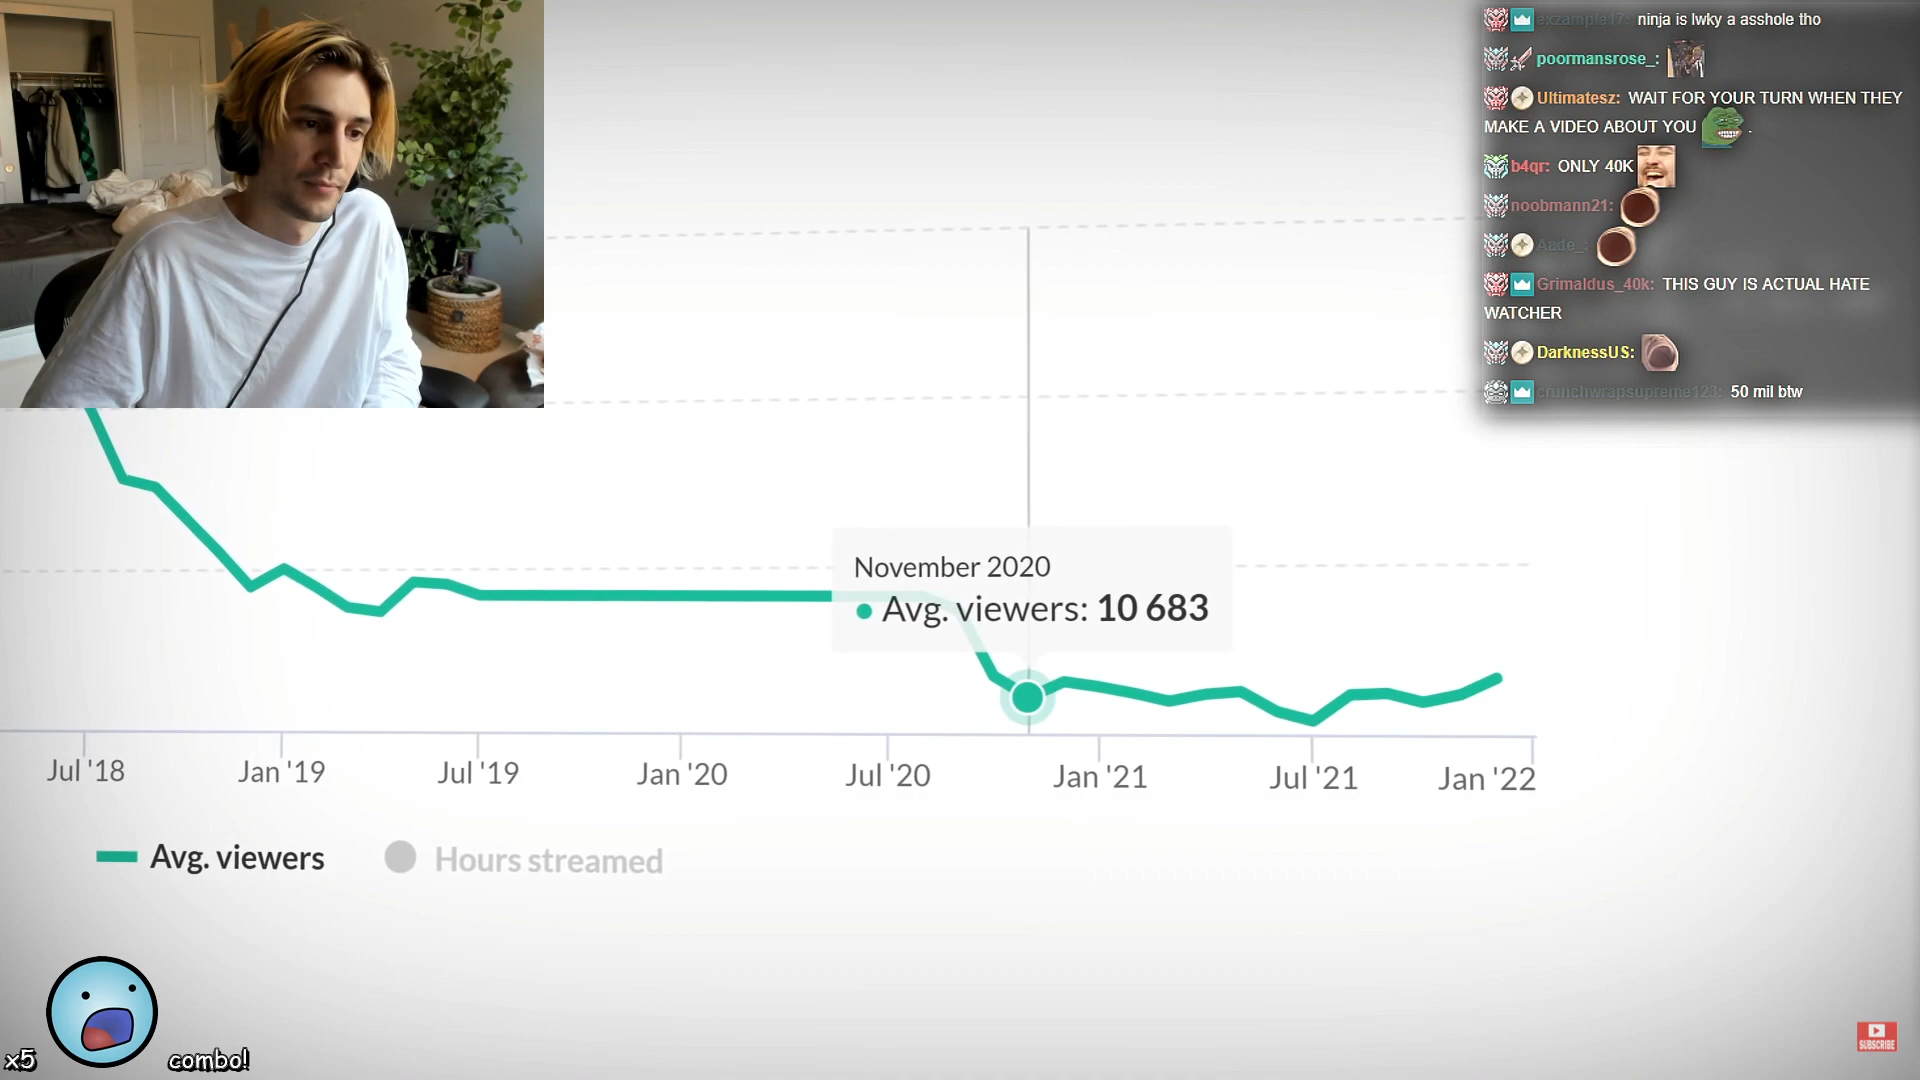 exzample17: ninja is lwky a asshole tho
poormansrose_:
Ultimatesz: WAIT FOR YOUR TURN WHEN THEY
MAKE A VIDEO ABOUT YOU .
b4qr: ONLY 40K
noobmann21:
Aade_:
Grimaldus_40k: THIS GUY IS ACTUAL HATE
WATCHER
DarknessUS:
crunchwrapsupreme123: 50 mil btw
November 2020
Avg. viewers: 10 683
Jul '18
Jan '19
Jul '19
Jan '20
Jul '20
Jan '21
Jul '21
Jan '22
Avg. viewers
Hours streamed
x5
combo!
SUBSCRIBE